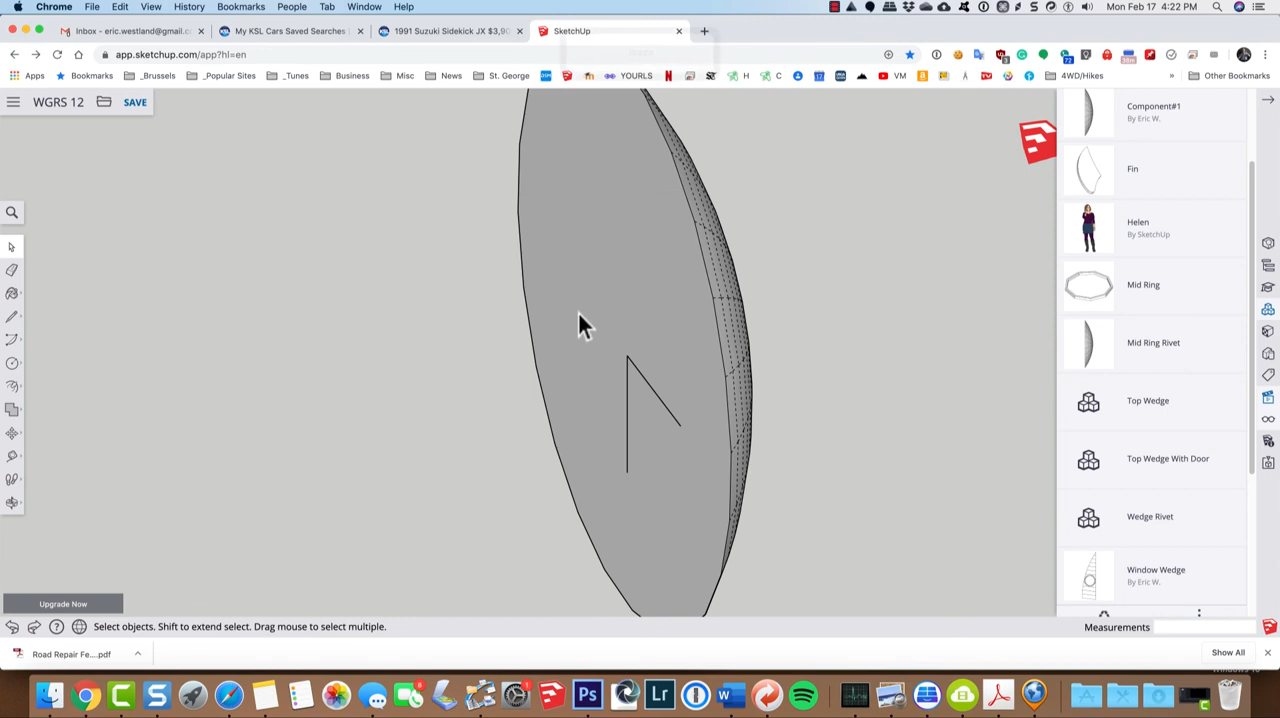 Chrome File Edit View History Bookmarks People Tab Window Help Mon Feb 17 4:22 PM
Inbox - eric.westland@gmail.c
My KSL Cars Saved Searches |
1991 Suzuki Sidekick JX $3,90
SketchUp
app.sketchup.com/app?hl=en
Apps Bookmarks _Brussels _Popular Sites _Tunes Business Misc News St. George YOURLS H C VM 4WD/Hikes » Other Bookmarks
WGRS 12 SAVE
Component#1
By Eric W.
Fin
Helen
By SketchUp
Mid Ring
Mid Ring Rivet
Top Wedge
Top Wedge With Door
Wedge Rivet
Window Wedge
By Eric W.
Upgrade Now
Select objects. Shift to extend select. Drag mouse to select multiple.
Measurements
Road Repair Fe....pdf
Show All
Ps Lr W